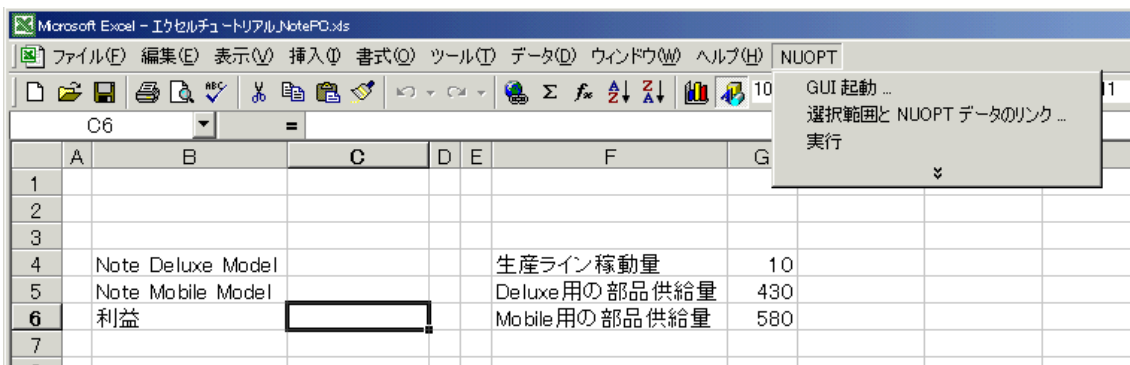 Microsoft Excel - エクセルチュートリアル_NotePC.xls
ファイル(F) 編集(E) 表示(V) 挿入(I) 書式(O) ツール(T) データ(D) ウィンドウ(W) ヘルプ(H) NUOPT
GUI 起動 ...
選択範囲と NUOPT データのリンク ...
実行
ABC Σ fx A Z Z A 10 11
C6 =
A B C D E F G
1
2
3
4 Note Deluxe Model 生産ライン稼動量 10
5 Note Mobile Model Deluxe用の部品供給量 430
6 利益 Mobile用の部品供給量 580
7